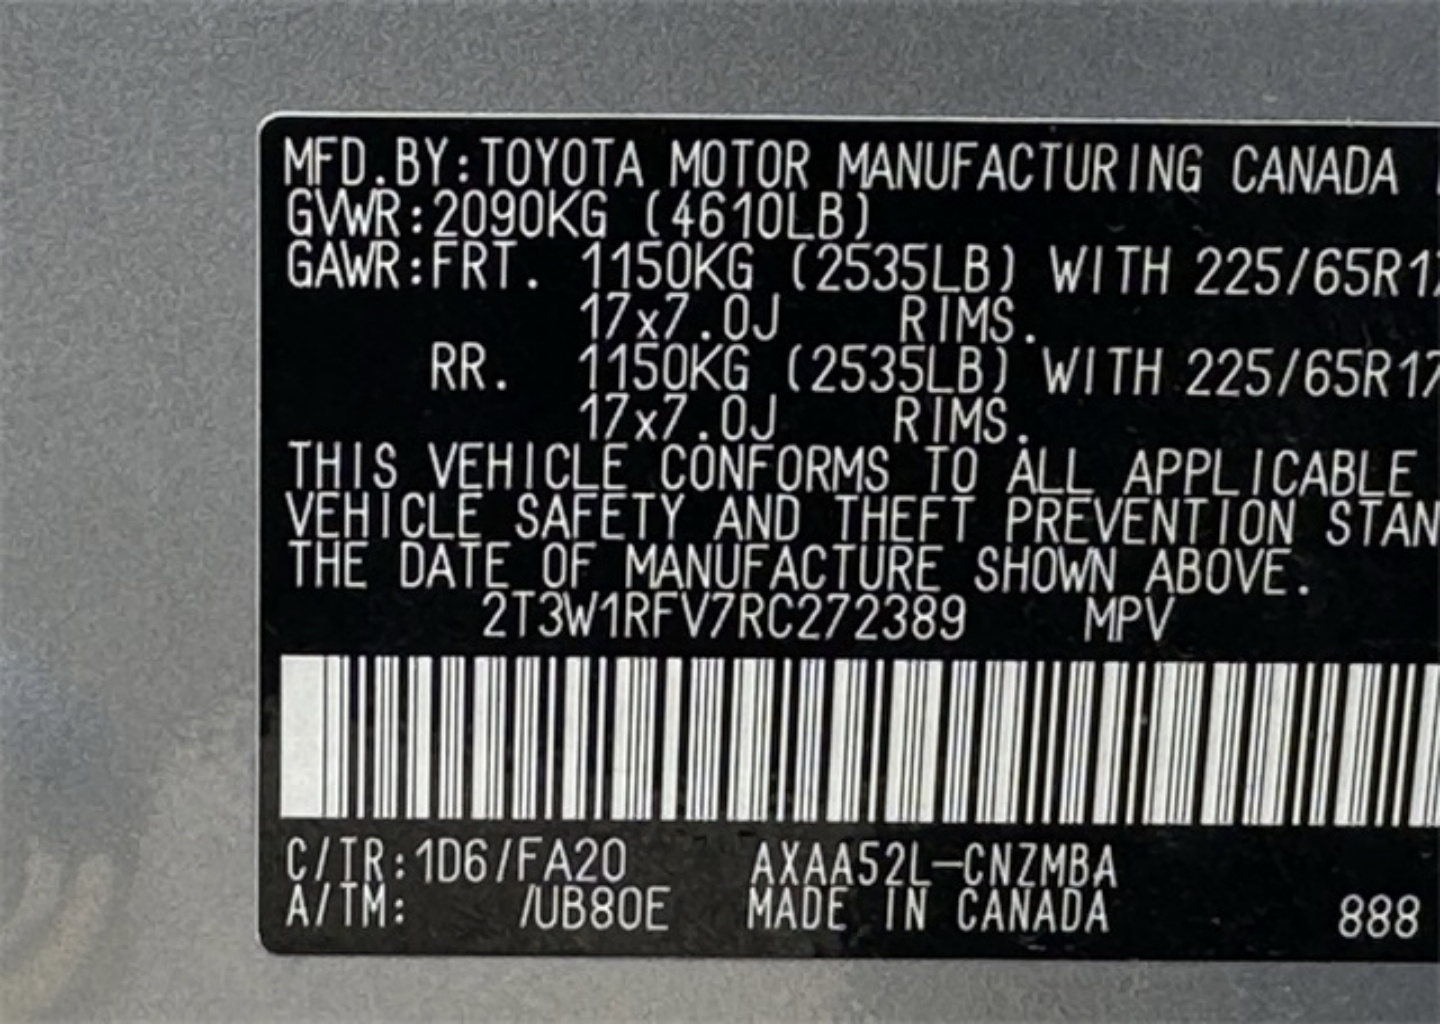 MFD.BY:TOYOTA MOTOR MANUFACTURING CANADA
GVWR:2090KG (4610LB)
GAWR:FRT. 1150KG (2535LB) WITH 225/65R17
17x7.0J RIMS.
RR. 1150KG (2535LB) WITH 225/65R17
17x7.0J RIMS.
THIS VEHICLE CONFORMS TO ALL APPLICABLE
VEHICLE SAFETY AND THEFT PREVENTION STAN
THE DATE OF MANUFACTURE SHOWN ABOVE.
2T3W1RFV7RC272389 MPV
C/TR:1D6/FA20 AXAA52L-CNZMBA
A/TM: /UB80E MADE IN CANADA 888